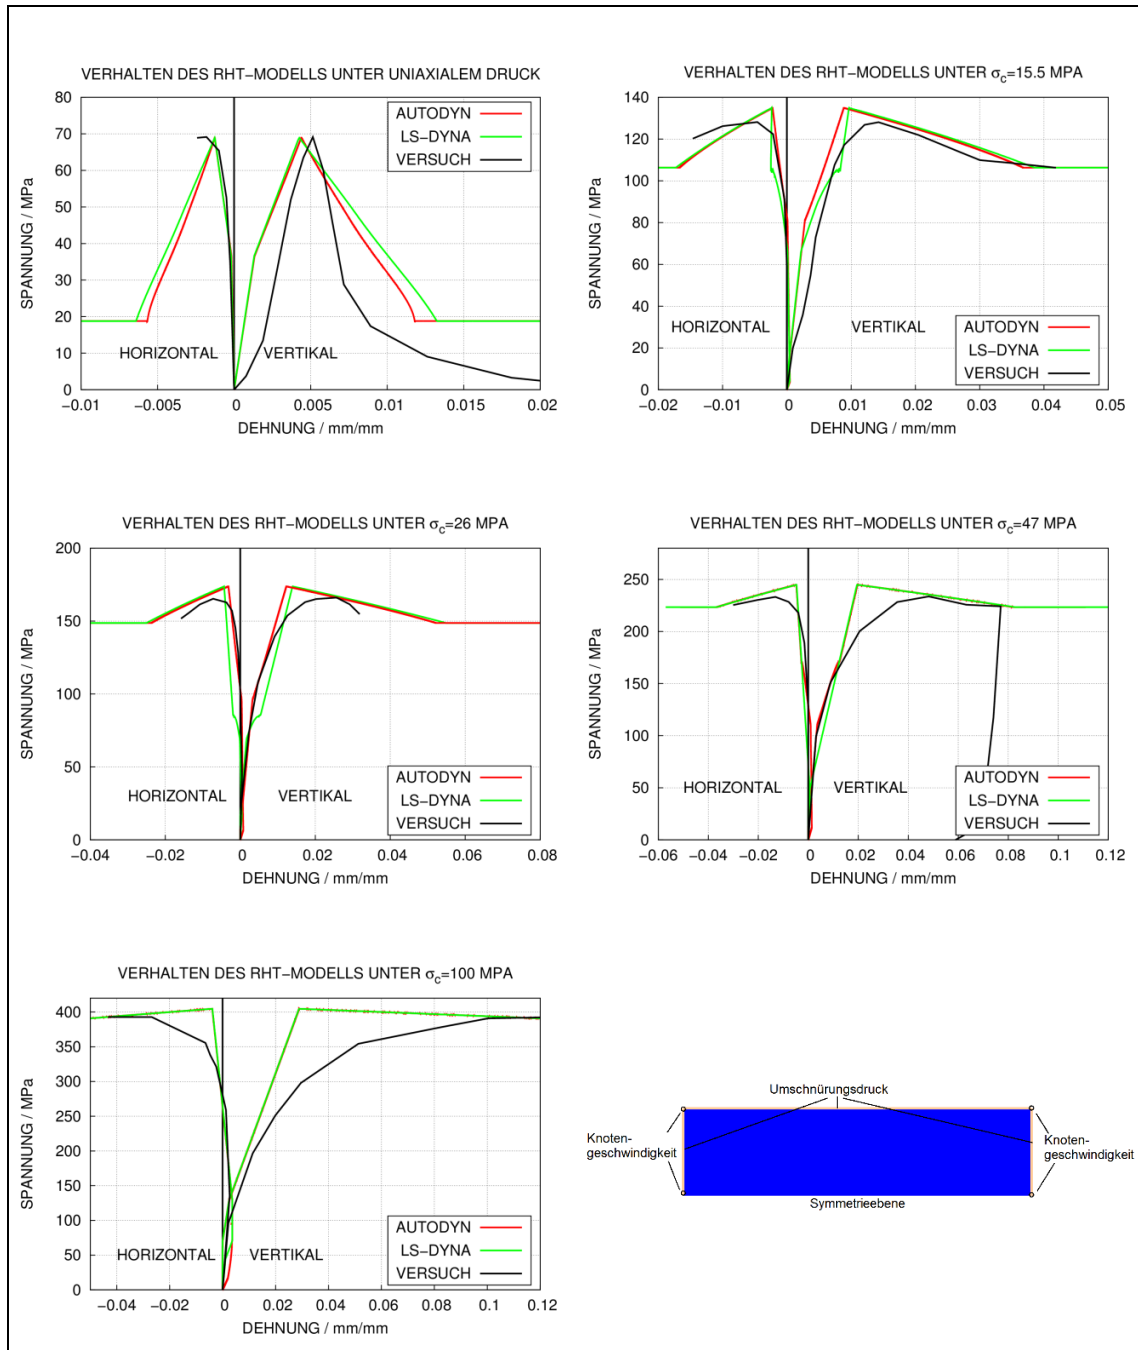 VERHALTEN DES RHT−MODELLS UNTER UNIAXIALEM DRUCK
80
70
60
50
40
30
20
10
0
SPANNUNG / MPa
AUTODYN
LS−DYNA
VERSUCH
HORIZONTAL
VERTIKAL
−0.01
−0.005
0
0.005
0.01
0.015
0.02
DEHNUNG / mm/mm
VERHALTEN DES RHT−MODELLS UNTER σc=15.5 MPA
140
120
100
80
60
40
20
0
SPANNUNG / MPa
HORIZONTAL
VERTIKAL
AUTODYN
LS−DYNA
VERSUCH
−0.02
−0.01
0
0.01
0.02
0.03
0.04
0.05
DEHNUNG / mm/mm
VERHALTEN DES RHT−MODELLS UNTER σc=26 MPA
200
150
100
50
0
SPANNUNG / MPa
HORIZONTAL
VERTIKAL
AUTODYN
LS−DYNA
VERSUCH
−0.04
−0.02
0
0.02
0.04
0.06
0.08
DEHNUNG / mm/mm
VERHALTEN DES RHT−MODELLS UNTER σc=47 MPA
250
200
150
100
50
0
SPANNUNG / MPa
HORIZONTAL
VERTIKAL
AUTODYN
LS−DYNA
VERSUCH
−0.06
−0.04
−0.02
0
0.02
0.04
0.06
0.08
0.1
0.12
DEHNUNG / mm/mm
VERHALTEN DES RHT−MODELLS UNTER σc=100 MPA
400
350
300
250
200
150
100
50
0
SPANNUNG / MPa
HORIZONTAL
VERTIKAL
AUTODYN
LS−DYNA
VERSUCH
−0.04
−0.02
0
0.02
0.04
0.06
0.08
0.1
0.12
DEHNUNG / mm/mm
Umschnürungsdruck
Knoten-
geschwindigkeit
Knoten-
geschwindigkeit
Symmetrieebene